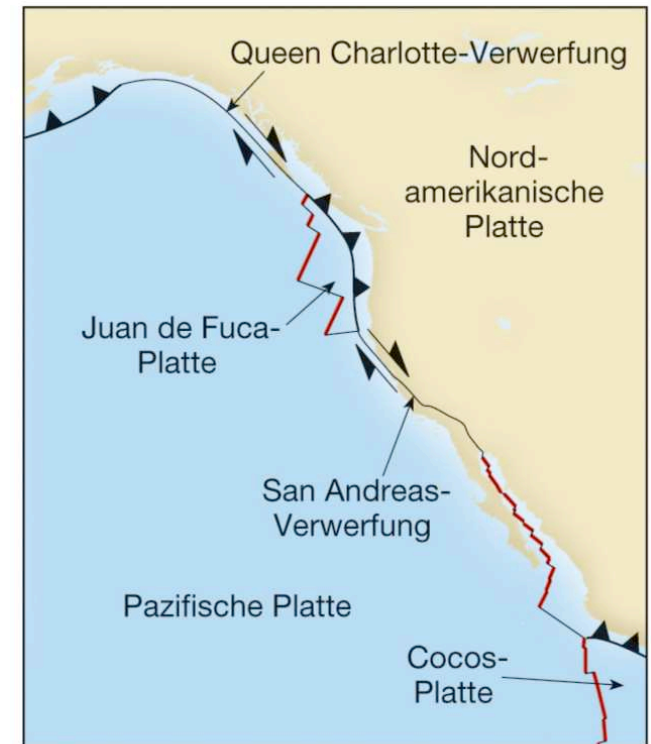 Queen Charlotte-Verwerfung
Nord-
amerikanische
Platte
Juan de Fuca-
Platte
San Andreas-
Verwerfung
Pazifische Platte
Cocos-
Platte